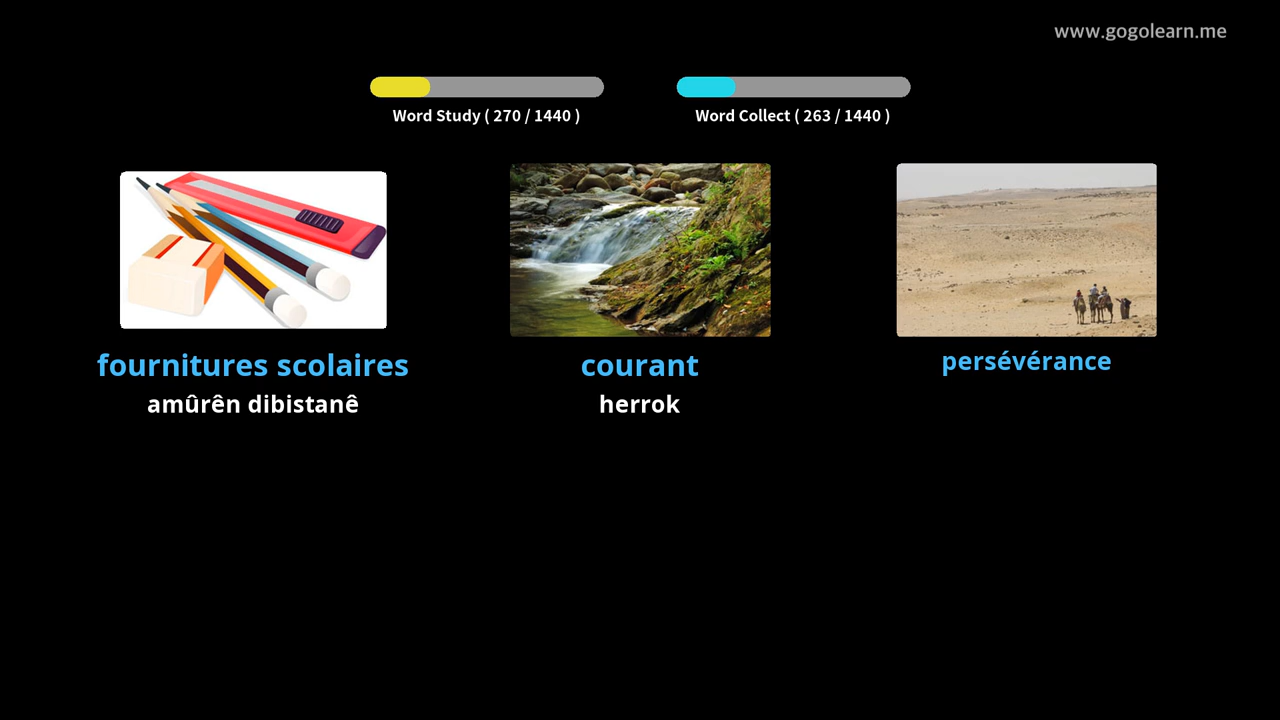 www.gogolearn.me
Word Study ( 270 / 1440 )
Word Collect ( 263 / 1440 )
fournitures scolaires
amûrên dibistanê
courant
herrok
persévérance